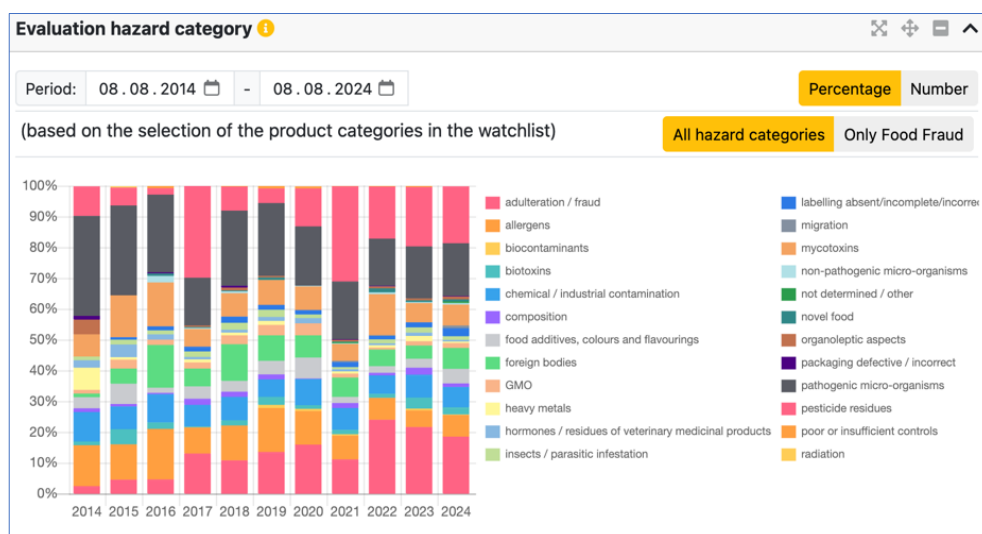 Evaluation hazard category
Period: 08.08.2014 - 08.08.2024 Percentage Number
(based on the selection of the product categories in the watchlist) All hazard categories Only Food Fraud
100%
90%
80%
70%
60%
50%
40%
30%
20%
10%
0%
2014 2015 2016 2017 2018 2019 2020 2021 2022 2023 2024
adulteration / fraud
allergens
biocontaminants
biotoxins
chemical / industrial contamination
composition
food additives, colours and flavourings
foreign bodies
GMO
heavy metals
hormones / residues of veterinary medicinal products
insects / parasitic infestation
labelling absent/incomplete/incorre
migration
mycotoxins
non-pathogenic micro-organisms
not determined / other
novel food
organoleptic aspects
packaging defective / incorrect
pathogenic micro-organisms
pesticide residues
poor or insufficient controls
radiation